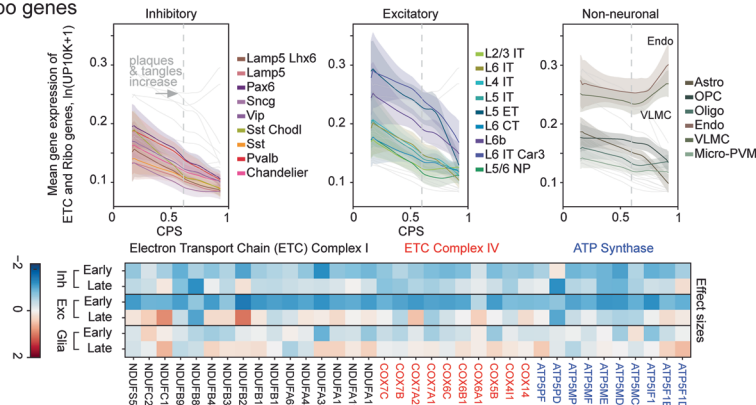 bo genes
Inhibitory
Excitatory
Non-neuronal
Mean gene expression of
ETC and Ribo genes, ln(UP10K+1)
0.3
0.2
0.1
plaques
& tangles
increase
0
0.5
1
CPS
Lamp5 Lhx6
Lamp5
Pax6
Sncg
Vip
Sst Chodl
Sst
Pvalb
Chandelier
0.3
0.2
0.1
0
0.5
1
CPS
L2/3 IT
L6 IT
L4 IT
L5 IT
L5 ET
L6 CT
L6b
L6 IT Car3
L5/6 NP
0.3
0.2
0.1
0
0.5
1
Endo
VLMC
Astro
OPC
Oligo
Endo
VLMC
Micro-PVM
Electron Transport Chain (ETC) Complex I
ETC Complex IV
ATP Synthase
−2
0
2
Inh
Early
Late
Exc
Early
Late
Glia
Early
Late
Effect sizes
NDUFS5
NDUFC2
NDUFC1
NDUFB9
NDUFB8
NDUFB4
NDUFB3
NDUFB2
NDUFB1
NDUFB1
NDUFA6
NDUFA4
NDUFA3
NDUFA1
NDUFA1
NDUFA1
COX7C
COX7B
COX7A2
COX7A1
COX6C
COX6B1
COX6A1
COX5B
COX4I1
COX14
ATP5PF
ATP5PD
ATP5MP
ATP5MF
ATP5ME
ATP5MD
ATP5MC
ATP5IF1
ATP5F1E
ATP5F1D